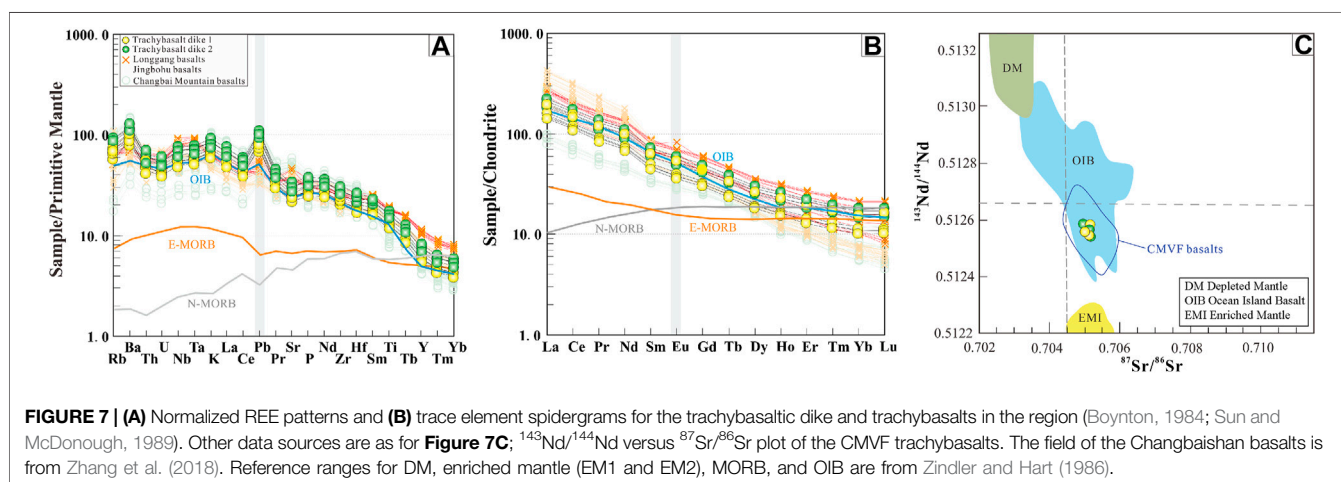 1000. 0
100. 0
10. 0
1. 0
Sample/Primitive Mantle
Trachybasalt dike 1
Trachybasalt dike 2
Longgang basalts
Jingbohu basalts
Changbai Mountain basalts
A
OIB
E-MORB
N-MORB
Rb Ba Th U Nb Ta K La Ce Pb Pr Sr P Nd Zr Hf Sm Ti Tb Y Tm Yb
1000. 0
100. 0
10. 0
1. 0
Sample/Chondrite
B
OIB
N-MORB
E-MORB
La Ce Pr Nd Sm Eu Gd Tb Dy Ho Er Tm Yb Lu
C
0.5132
0.5130
0.5128
0.5126
0.5124
0.5122
¹⁴³Nd/¹⁴⁴Nd
DM
OIB
CMVF basalts
EMI
DM Depleted Mantle
OIB Ocean Island Basalt
EMI Enriched Mantle
0.702 0.704 0.706 0.708 0.710
⁸⁷Sr/⁸⁶Sr
FIGURE 7 | (A) Normalized REE patterns and (B) trace element spidergrams for the trachybasaltic dike and trachybasalts in the region (Boynton, 1984; Sun and
McDonough, 1989). Other data sources are as for Figure 7C; ¹⁴³Nd/¹⁴⁴Nd versus ⁸⁷Sr/⁸⁶Sr plot of the CMVF trachybasalts. The field of the Changbaishan basalts is
from Zhang et al. (2018). Reference ranges for DM, enriched mantle (EM1 and EM2), MORB, and OIB are from Zindler and Hart (1986).